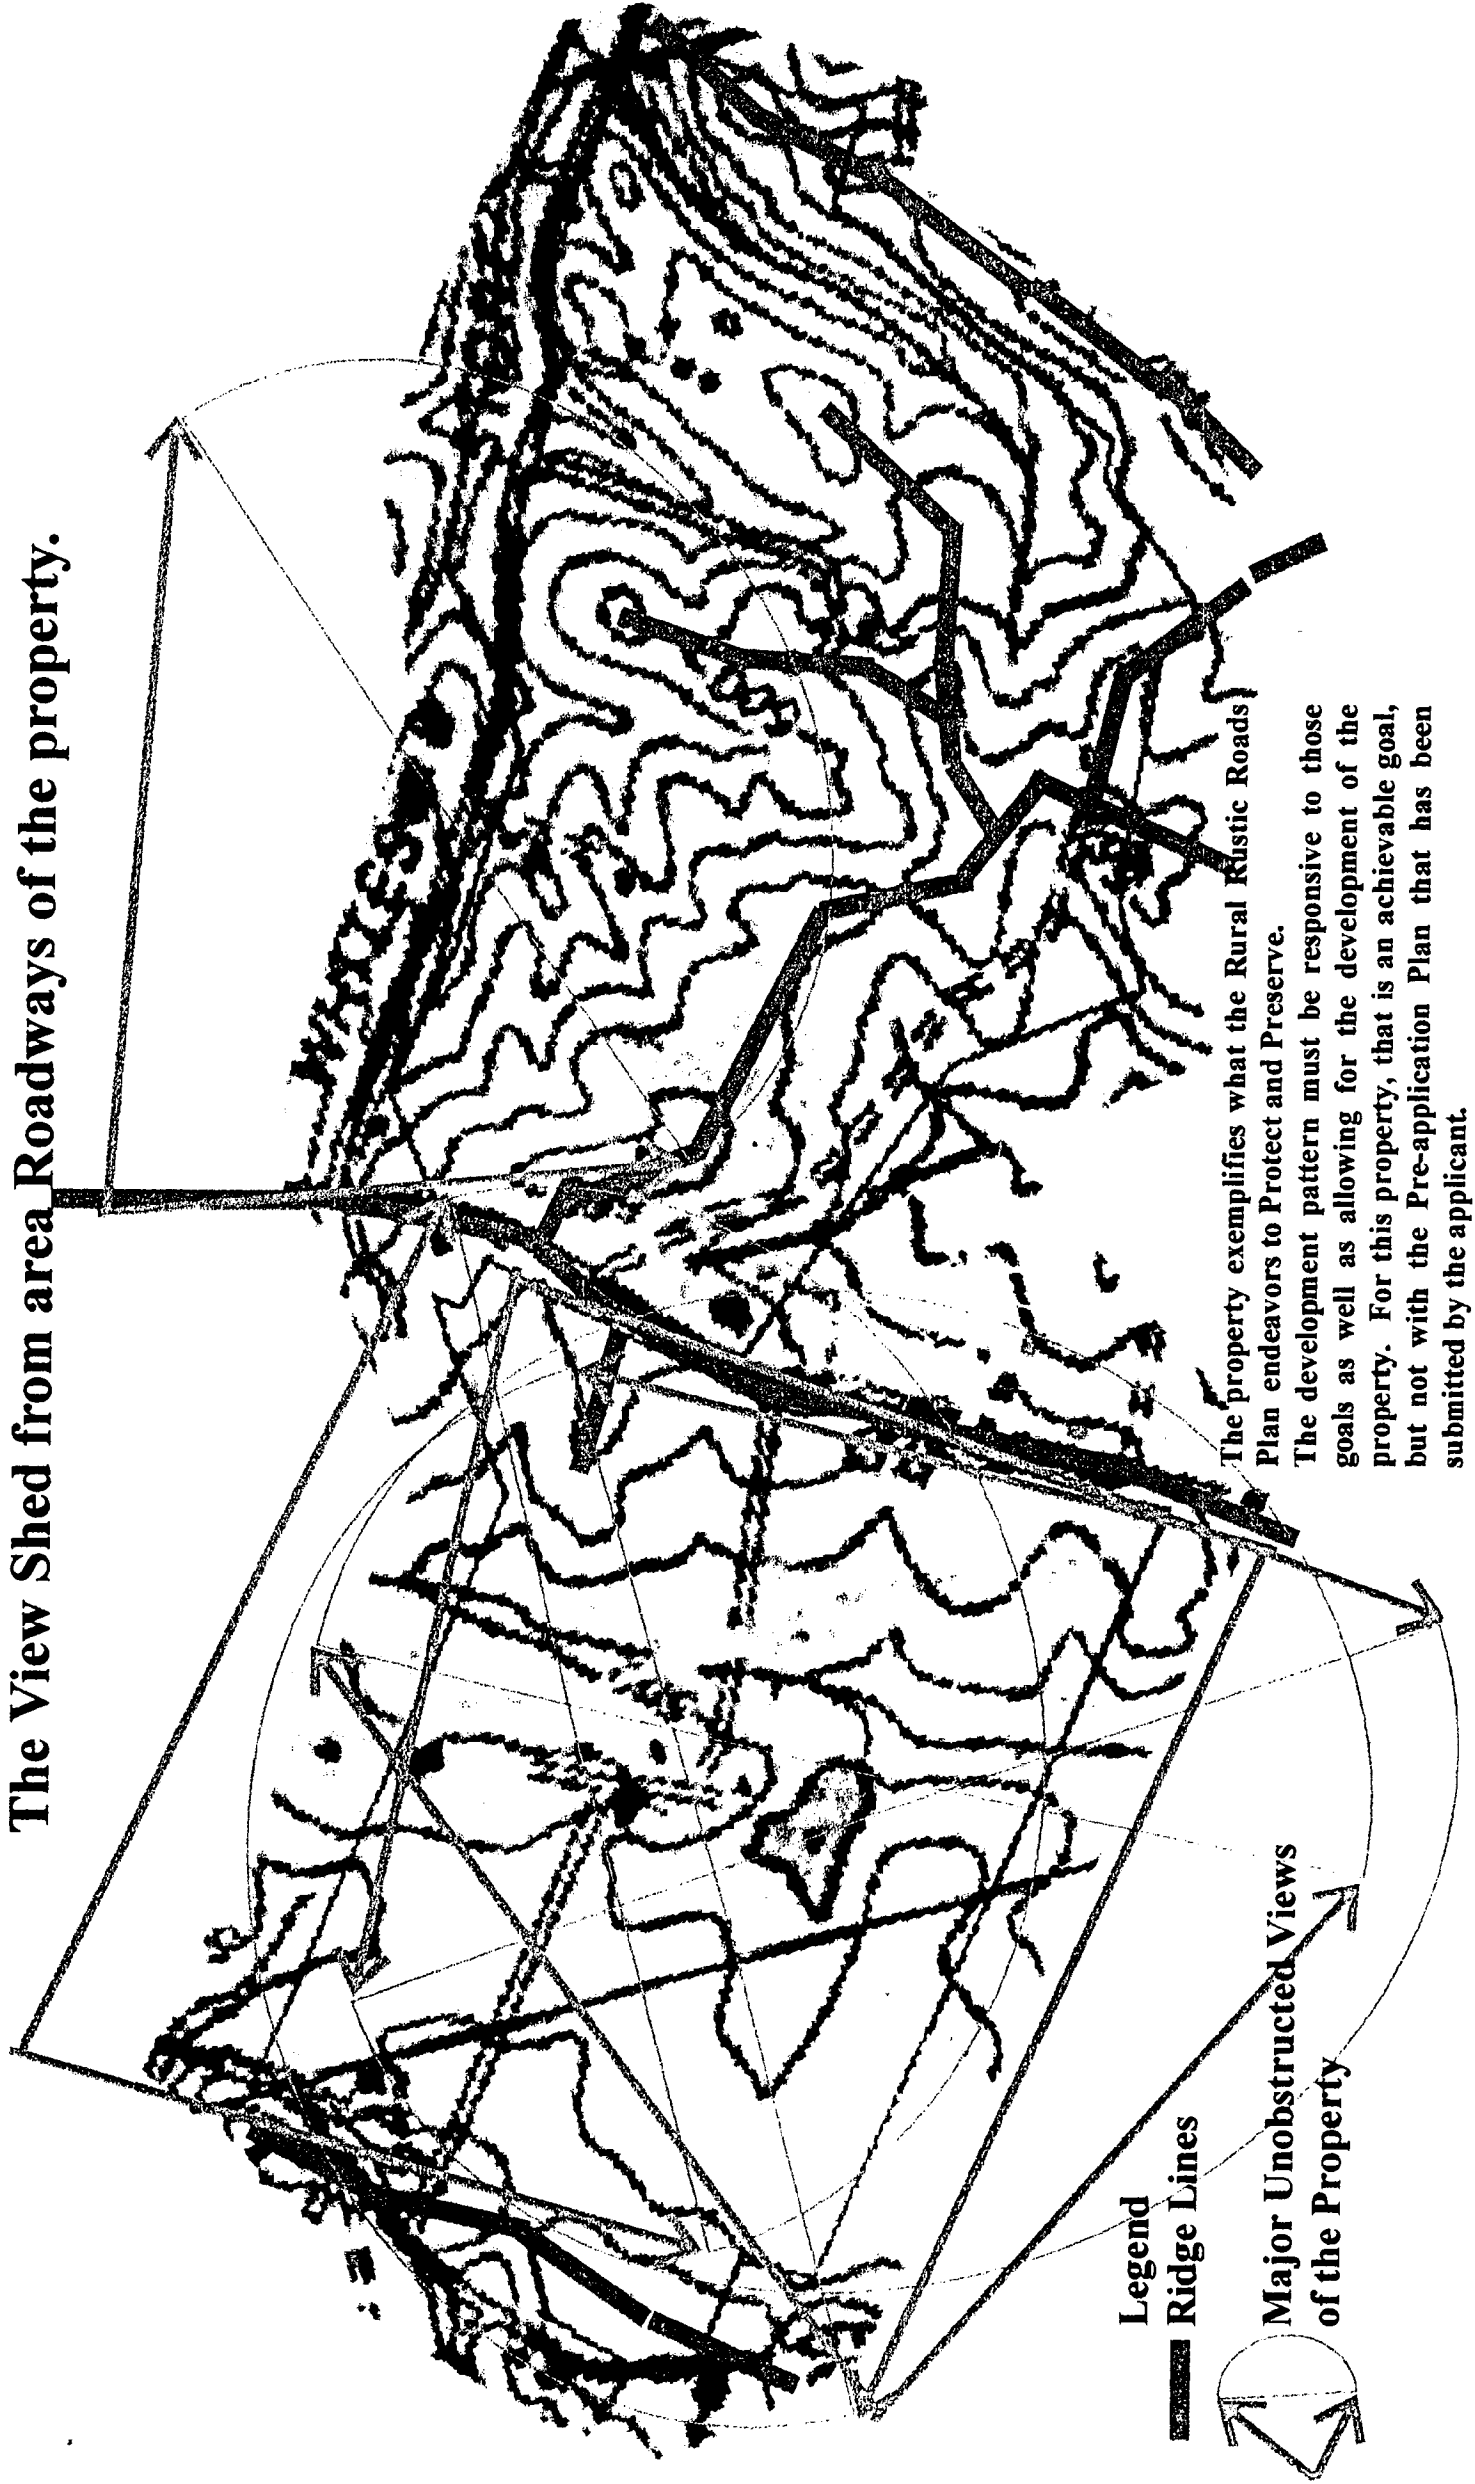 The View Shed from area Roadways of the property.
The property exemplifies what the Rural Rustic Roads
Plan endeavors to Protect and Preserve.
The development pattern must be responsive to those
goals as well as allowing for the development of the
property. For this property, that is an achievable goal,
but not with the Pre-application Plan that has been
submitted by the applicant.
Legend
Ridge Lines
Major Unobstructed Views
of the Property